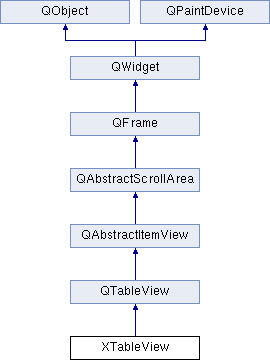 QObject
QPaintDevice
QWidget
QFrame
QAbstractScrollArea
QAbstractItemView
QTableView
XTableView